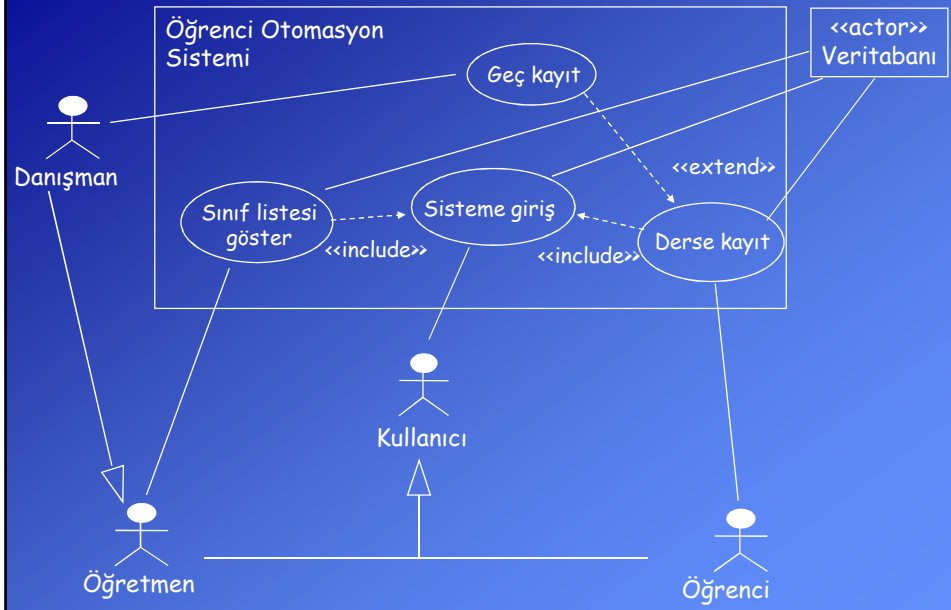 Öğrenci Otomasyon
Sistemi
<<actor>>
Veritabanı
Geç kayıt
Danışman
<<extend>>
Sınıf listesi
göster
Sisteme giriş
Derse kayıt
<<include>>
<<include>>
Kullanıcı
Öğretmen
Öğrenci